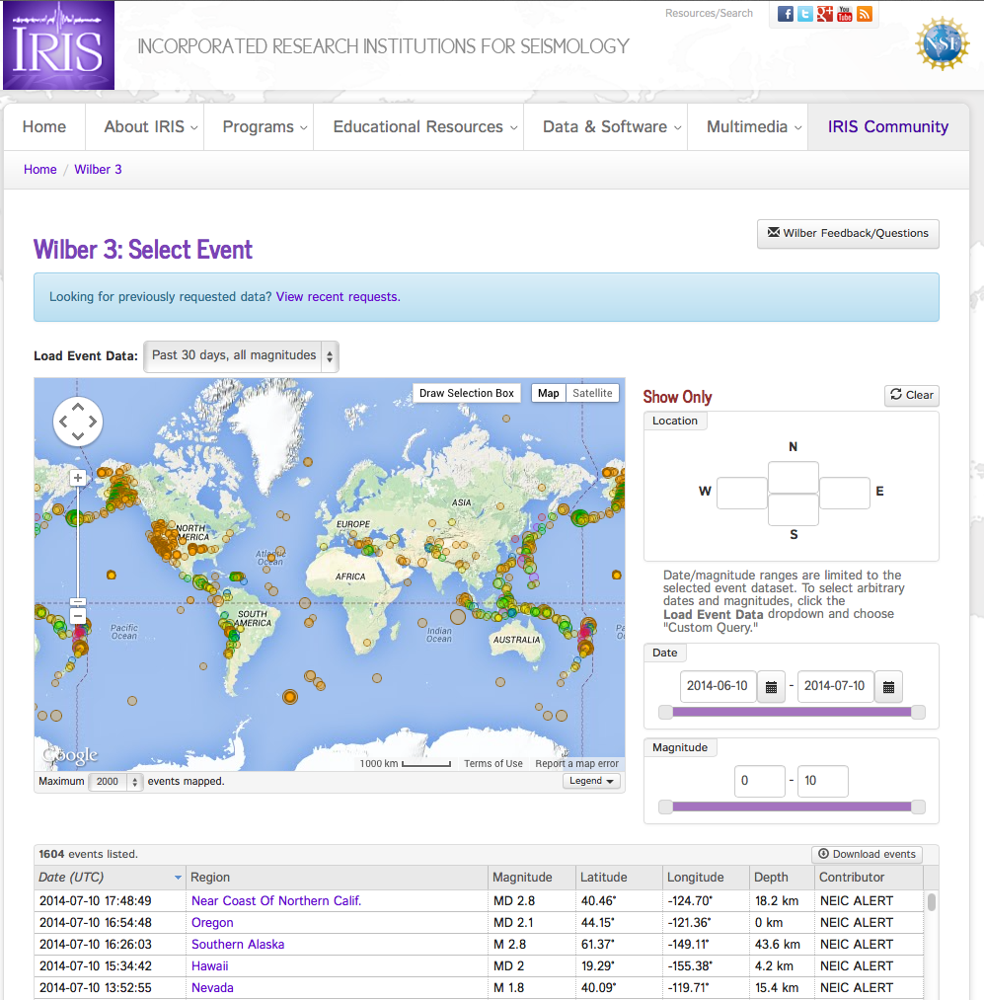 Resources/Search
You Tube
IRIS
INCORPORATED RESEARCH INSTITUTIONS FOR SEISMOLOGY
NSF
Home About IRIS Programs Educational Resources Data & Software Multimedia IRIS Community
Home / Wilber 3
Wilber Feedback/Questions
Wilber 3: Select Event
Looking for previously requested data? View recent requests.
Load Event Data: Past 30 days, all magnitudes
Draw Selection Box Map Satellite
Show Only Clear
Location
N
W E
S
ASIA
EUROPE
NORTH
AMERICA
Atlantic
Ocean
AFRICA
SOUTH
AMERICA
Pacific
Ocean
Indian
Ocean
AUSTRALIA
Date/magnitude ranges are limited to the
selected event dataset. To select arbitrary
dates and magnitudes, click the
Load Event Data dropdown and choose
"Custom Query."
Date
2014-06-10 - 2014-07-10
Magnitude
0 - 10
Google
1000 km Terms of Use Report a map error
Maximum 2000 events mapped. Legend
1604 events listed. Download events
Date (UTC) Region Magnitude Latitude Longitude Depth Contributor
2014-07-10 17:48:49 Near Coast Of Northern Calif. MD 2.8 40.46° -124.70° 18.2 km NEIC ALERT
2014-07-10 16:54:48 Oregon MD 2.1 44.15° -121.36° 0 km NEIC ALERT
2014-07-10 16:26:03 Southern Alaska M 2.8 61.37° -149.11° 43.6 km NEIC ALERT
2014-07-10 15:34:42 Hawaii MD 2 19.29° -155.38° 4.2 km NEIC ALERT
2014-07-10 13:52:55 Nevada M 1.8 40.09° -119.71° 15.4 km NEIC ALERT